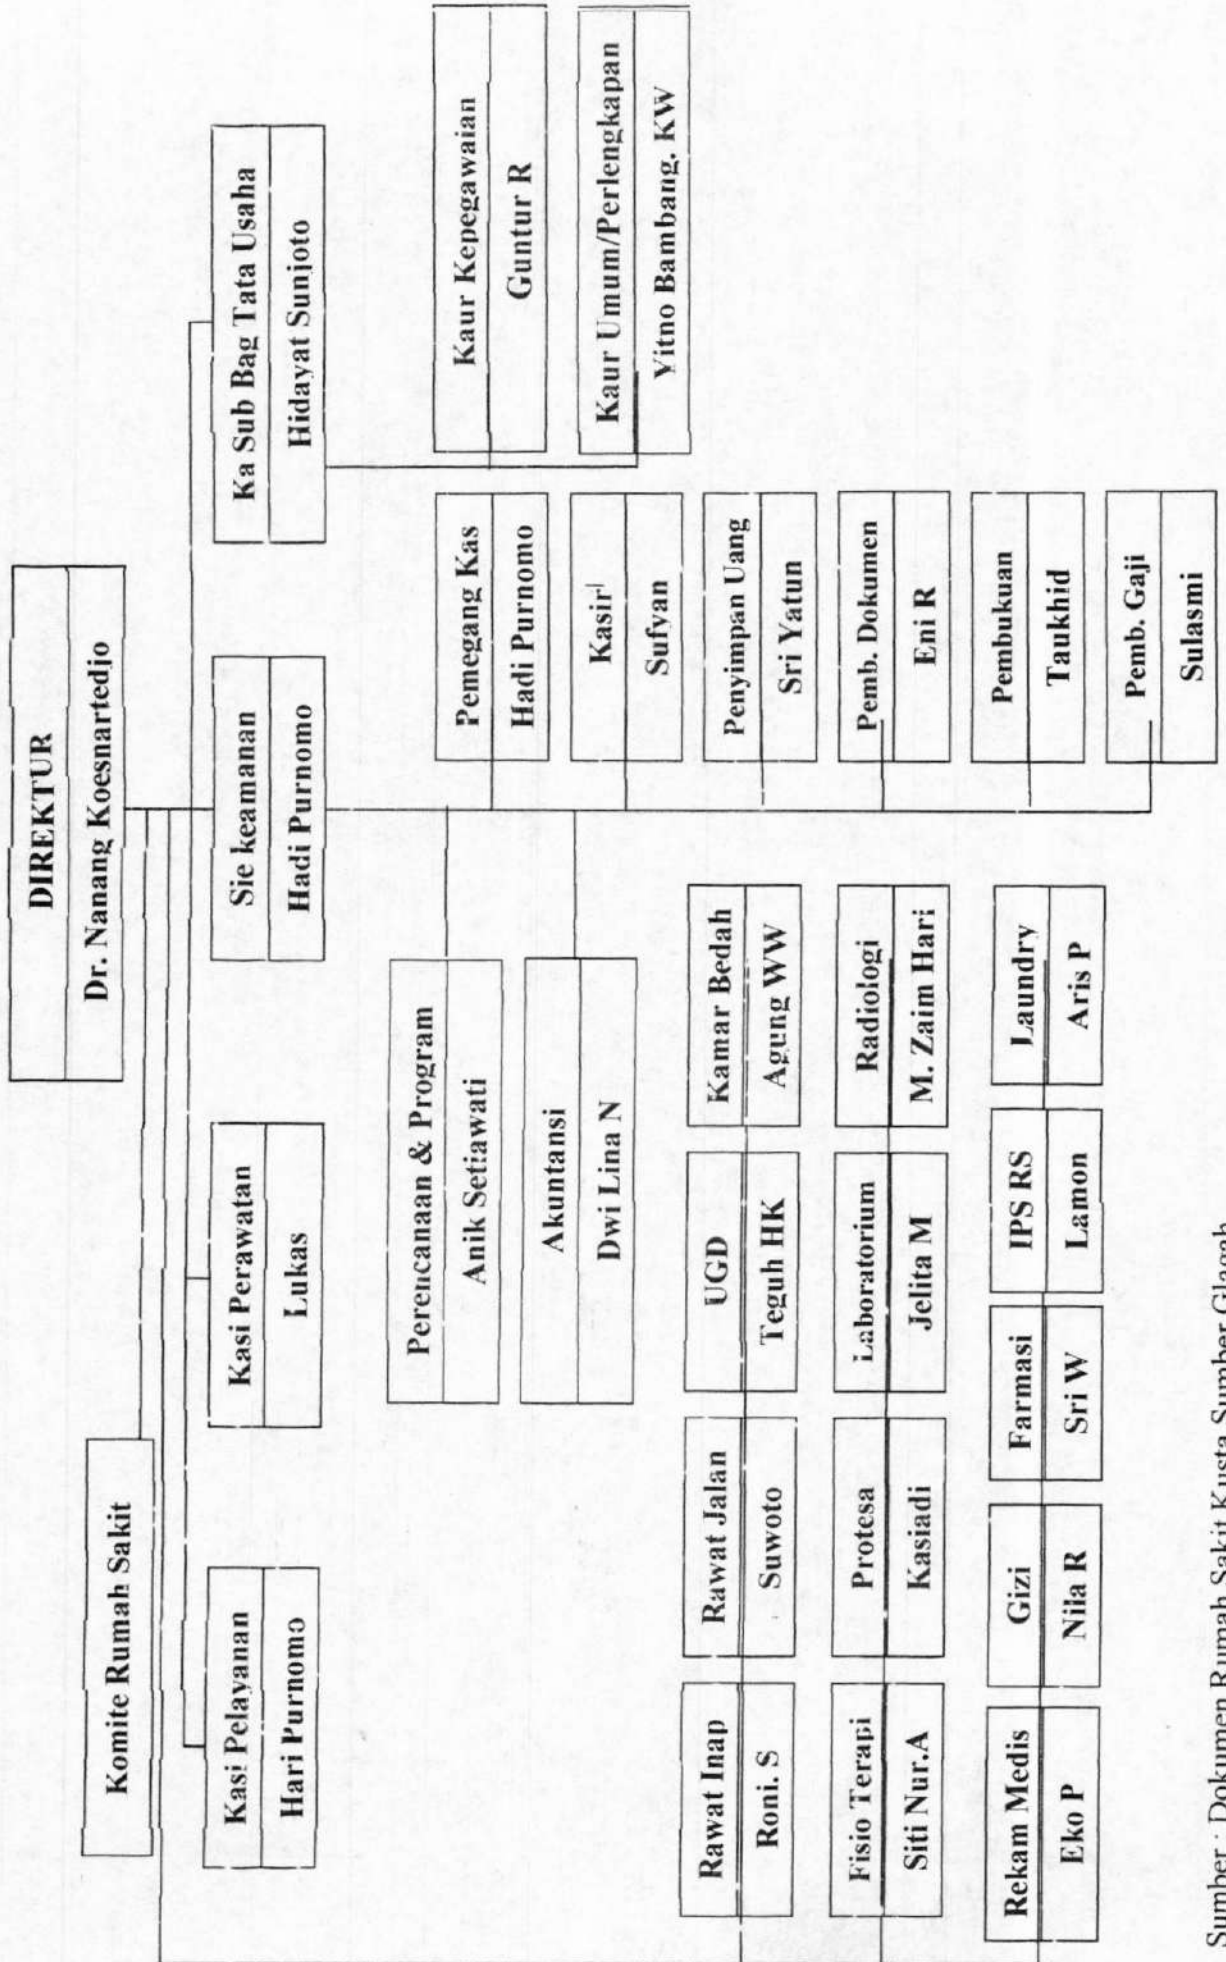 DIREKTUR
Dr. Nanang Koesnartedjo
Komite Rumah Sakit
Kasi Pelayanan
Hari Purnomo
Kasi Perawatan
Lukas
Sie keamanan
Hadi Purnomo
Ka Sub Bag Tata Usaha
Hidayat Sunjoto
Perencanaan & Program
Anik Setiawati
Akuntansi
Dwi Lina N
Pemegang Kas
Hadi Purnomo
Kasir
Sufyan
Penyimpan Uang
Sri Yatun
Pemb. Dokumen
Eni R
Pembukuan
Taukhid
Pemb. Gaji
Sulasmi
Kaur Kepegawaian
Guntur R
Kaur Umum/Perlengkapan
Yitno Bambang. KW
Rawat Inap
Roni. S
Rawat Jalan
Suwoto
UGD
Teguh HK
Kamar Bedah
Agung WW
Fisio Terapi
Siti Nur.A
Protesa
Kasiadi
Laboratorium
Jelita M
Radiologi
M. Zaim Hari
Rekam Medis
Eko P
Gizi
Nila R
Farmasi
Sri W
IPS RS
Lamon
Laundry
Aris P
Sumber : Dokumen Rumah Sakit Kusta Sumber Glagah